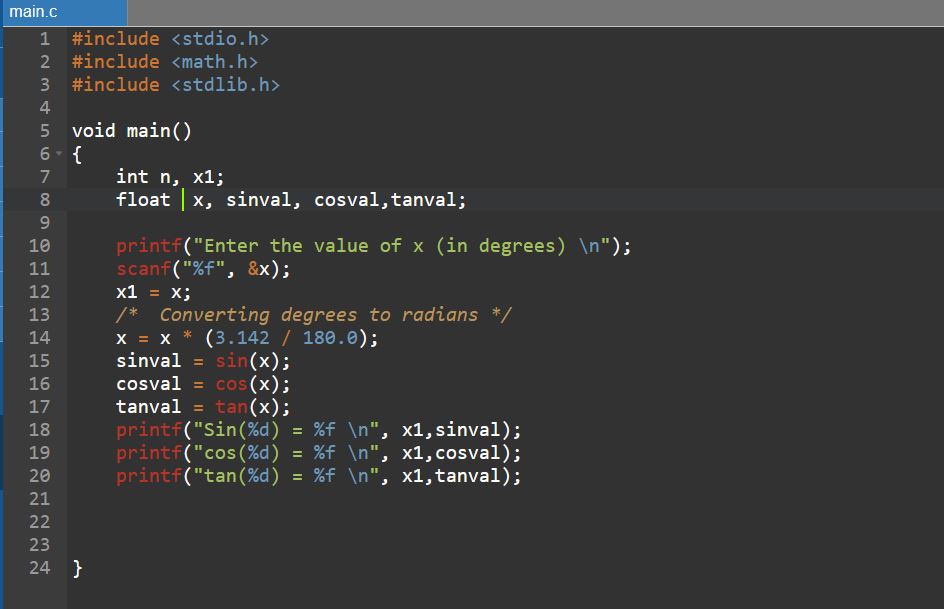 main.c
1 #include <stdio.h>
2 #include <math.h>
3 #include <stdlib.h>
4
5 void main()
6 {
7     int n, x1;
8     float  x, sinval, cosval,tanval;
9
10     printf("Enter the value of x (in degrees) \n");
11     scanf("%f", &x);
12     x1 = x;
13     /*  Converting degrees to radians */
14     x = x * (3.142 / 180.0);
15     sinval = sin(x);
16     cosval = cos(x);
17     tanval = tan(x);
18     printf("Sin(%d) = %f \n", x1,sinval);
19     printf("cos(%d) = %f \n", x1,cosval);
20     printf("tan(%d) = %f \n", x1,tanval);
21
22
23
24 }